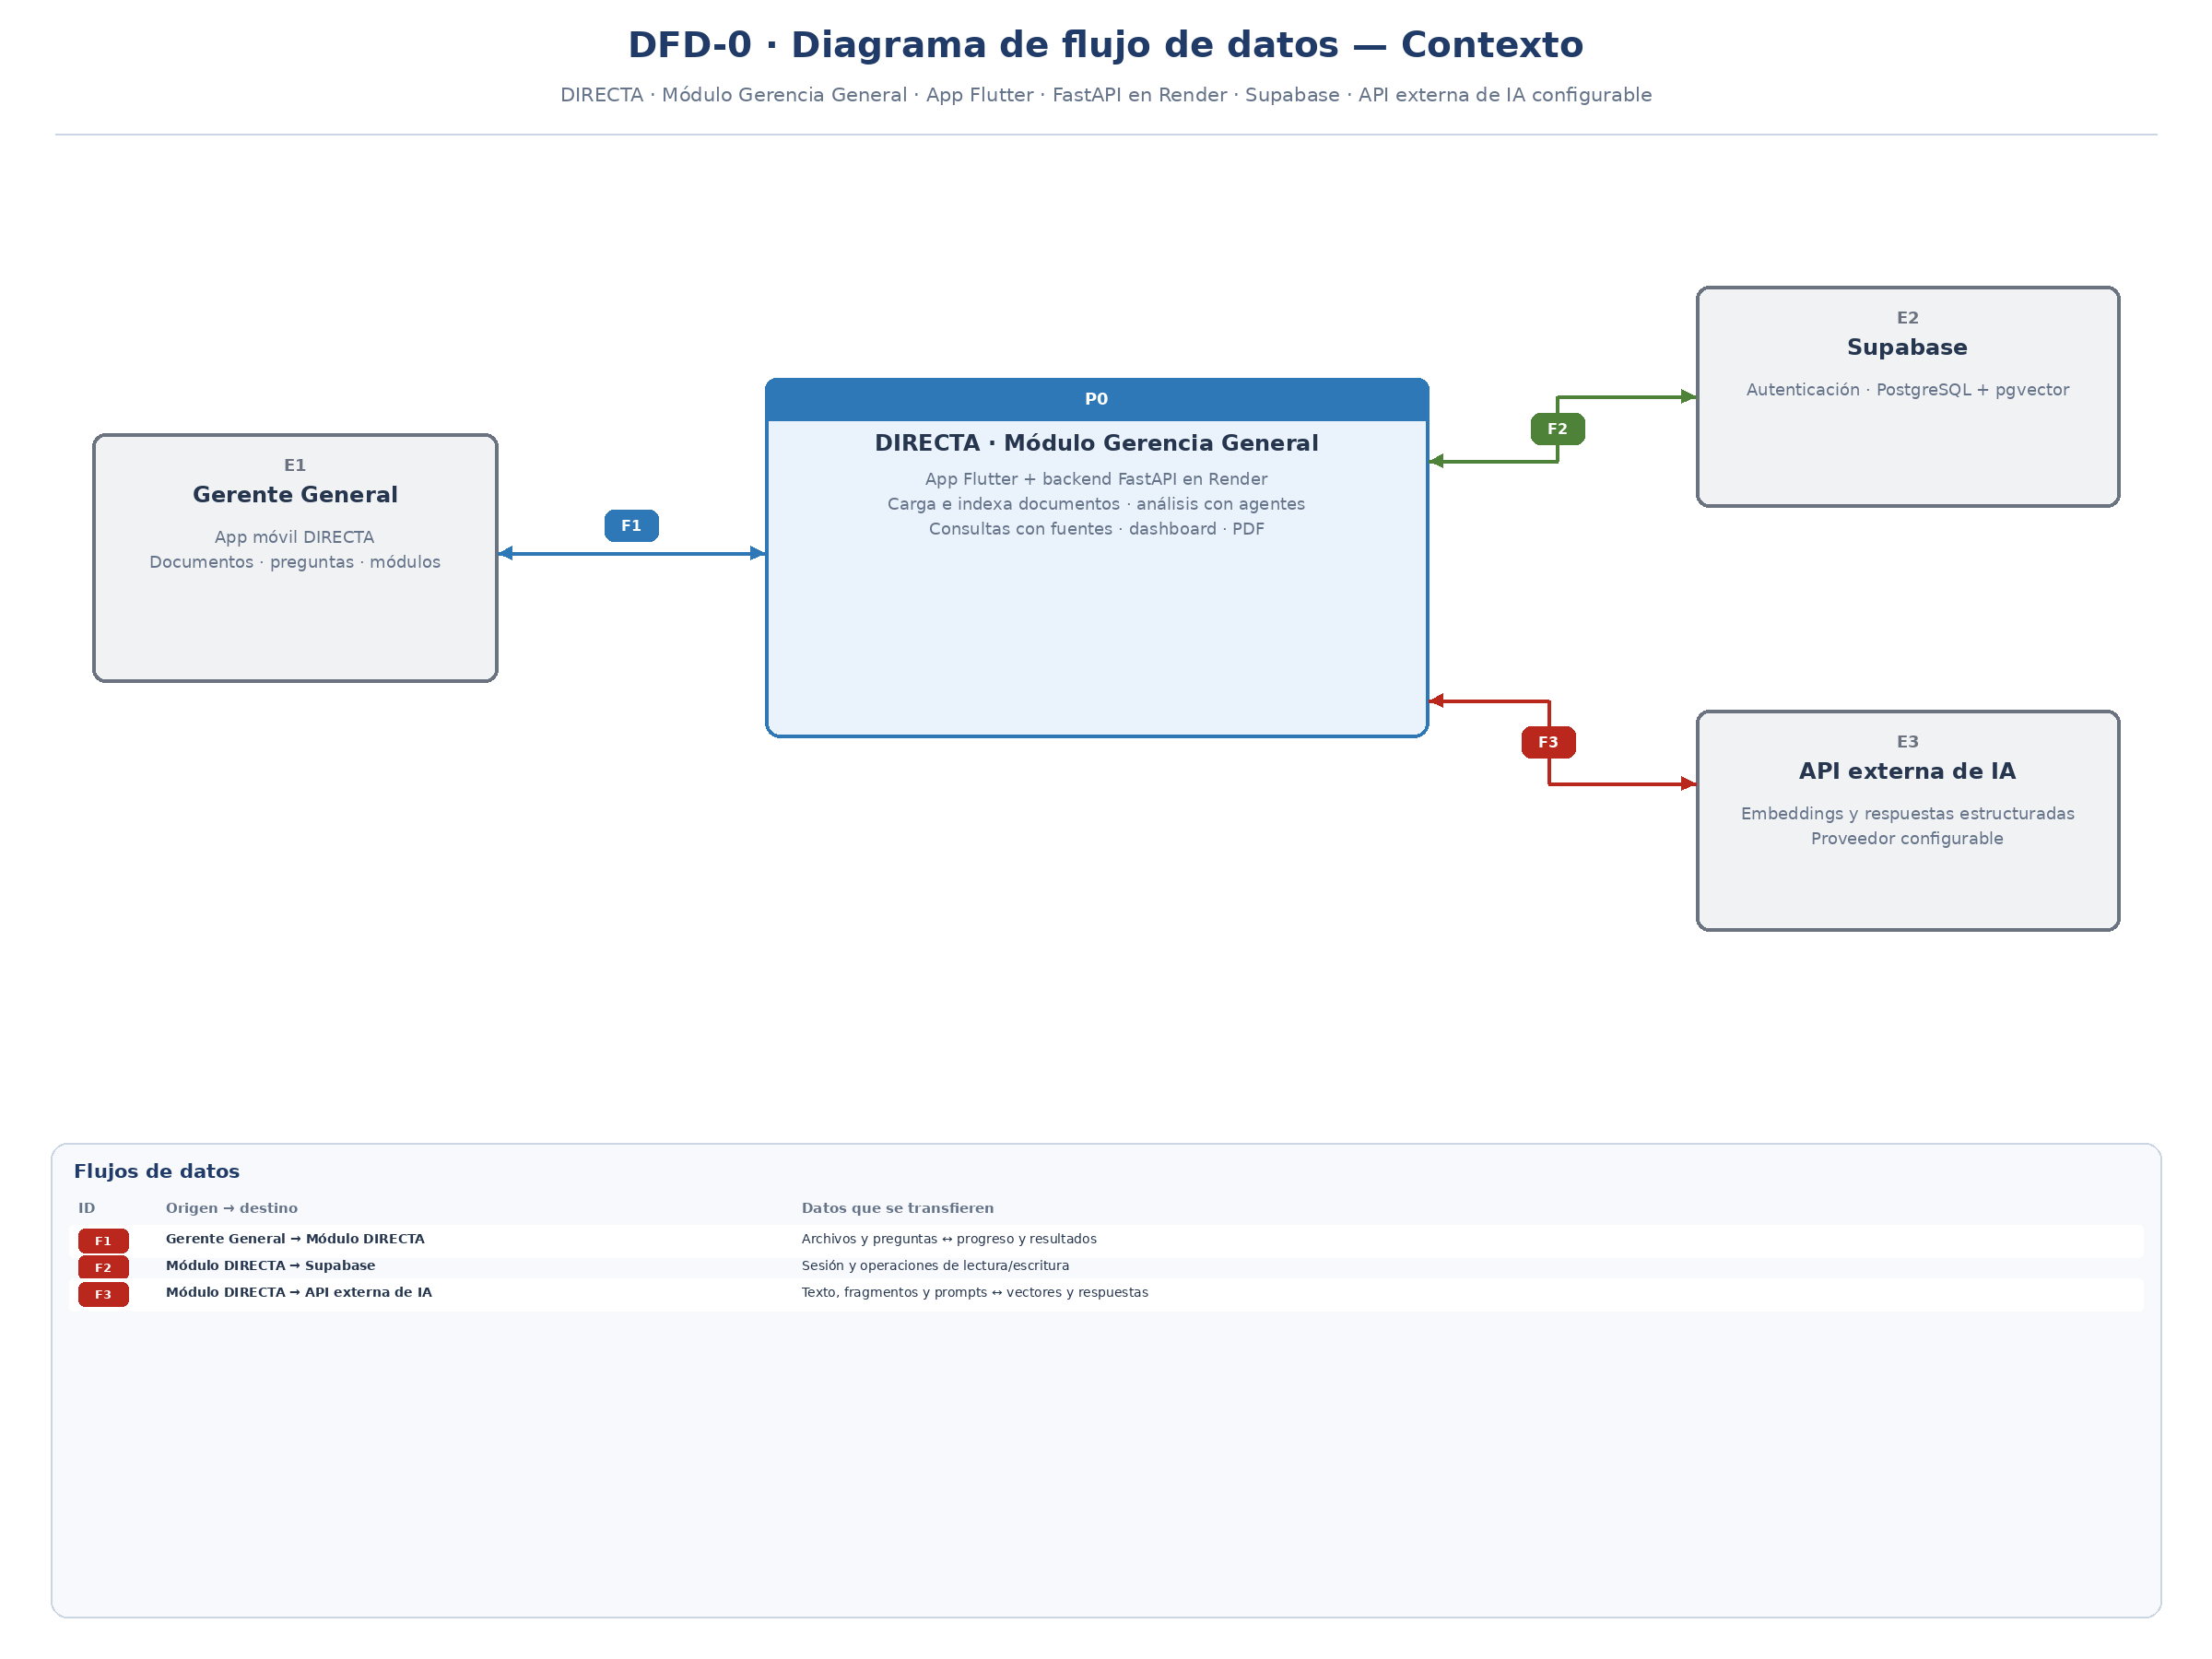 DFD-0 · Diagrama de flujo de datos — Contexto
DIRECTA · Módulo Gerencia General · App Flutter · FastAPI en Render · Supabase · API externa de IA configurable
E1
Gerente General
App móvil DIRECTA
Documentos · preguntas · módulos
F1
P0
DIRECTA · Módulo Gerencia General
App Flutter + backend FastAPI en Render
Carga e indexa documentos · análisis con agentes
Consultas con fuentes · dashboard · PDF
F2
E2
Supabase
Autenticación · PostgreSQL + pgvector
F3
E3
API externa de IA
Embeddings y respuestas estructuradas
Proveedor configurable
Flujos de datos
ID Origen → destino Datos que se transfieren
F1 Gerente General → Módulo DIRECTA Archivos y preguntas ↔ progreso y resultados
F2 Módulo DIRECTA → Supabase Sesión y operaciones de lectura/escritura
F3 Módulo DIRECTA → API externa de IA Texto, fragmentos y prompts ↔ vectores y respuestas